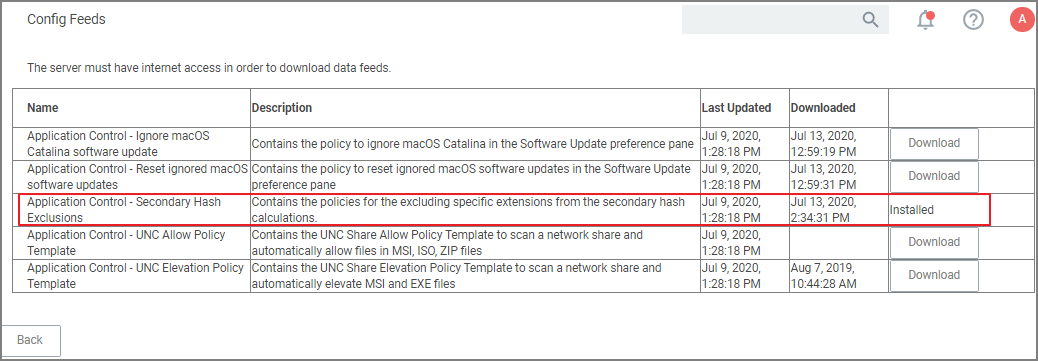 Config Feeds
A
The server must have internet access in order to download data feeds.
Name Description Last Updated Downloaded
Application Control - Ignore macOS Catalina software update
Contains the policy to ignore macOS Catalina in the Software Update preference pane
Jul 9, 2020, 1:28:18 PM
Jul 13, 2020, 12:59:19 PM
Download
Application Control - Reset ignored macOS software updates
Contains the policy to reset ignored macOS software updates in the Software Update preference pane
Jul 9, 2020, 1:28:18 PM
Jul 13, 2020, 12:59:31 PM
Download
Application Control - Secondary Hash Exclusions
Contains the policies for the excluding specific extensions from the secondary hash calculations.
Jul 9, 2020, 1:28:18 PM
Jul 13, 2020, 2:34:31 PM
Installed
Application Control - UNC Allow Policy Template
Contains the UNC Share Allow Policy Template to scan a network share and automatically allow files in MSI, ISO, ZIP files
Jul 9, 2020, 1:28:18 PM
Download
Application Control - UNC Elevation Policy Template
Contains the UNC Share Elevation Policy Template to scan a network share and automatically elevate MSI and EXE files
Jul 9, 2020, 1:28:18 PM
Aug 7, 2019, 10:44:28 AM
Download
Back